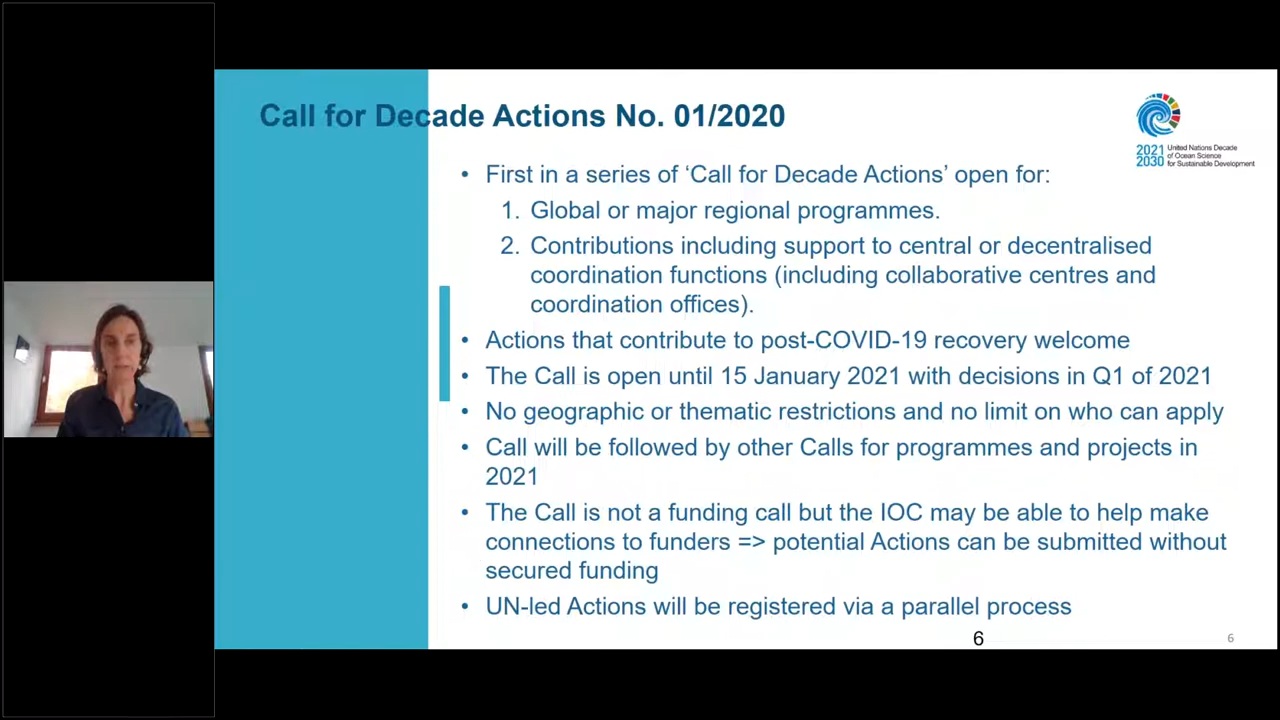 Call for Decade Actions No. 01/2020
2021
2030
United Nations Decade
of Ocean Science
for Sustainable Development
• First in a series of ‘Call for Decade Actions’ open for:
1. Global or major regional programmes.
2. Contributions including support to central or decentralised
coordination functions (including collaborative centres and
coordination offices).
• Actions that contribute to post-COVID-19 recovery welcome
• The Call is open until 15 January 2021 with decisions in Q1 of 2021
• No geographic or thematic restrictions and no limit on who can apply
• Call will be followed by other Calls for programmes and projects in
2021
• The Call is not a funding call but the IOC may be able to help make
connections to funders => potential Actions can be submitted without
secured funding
• UN-led Actions will be registered via a parallel process
6
6